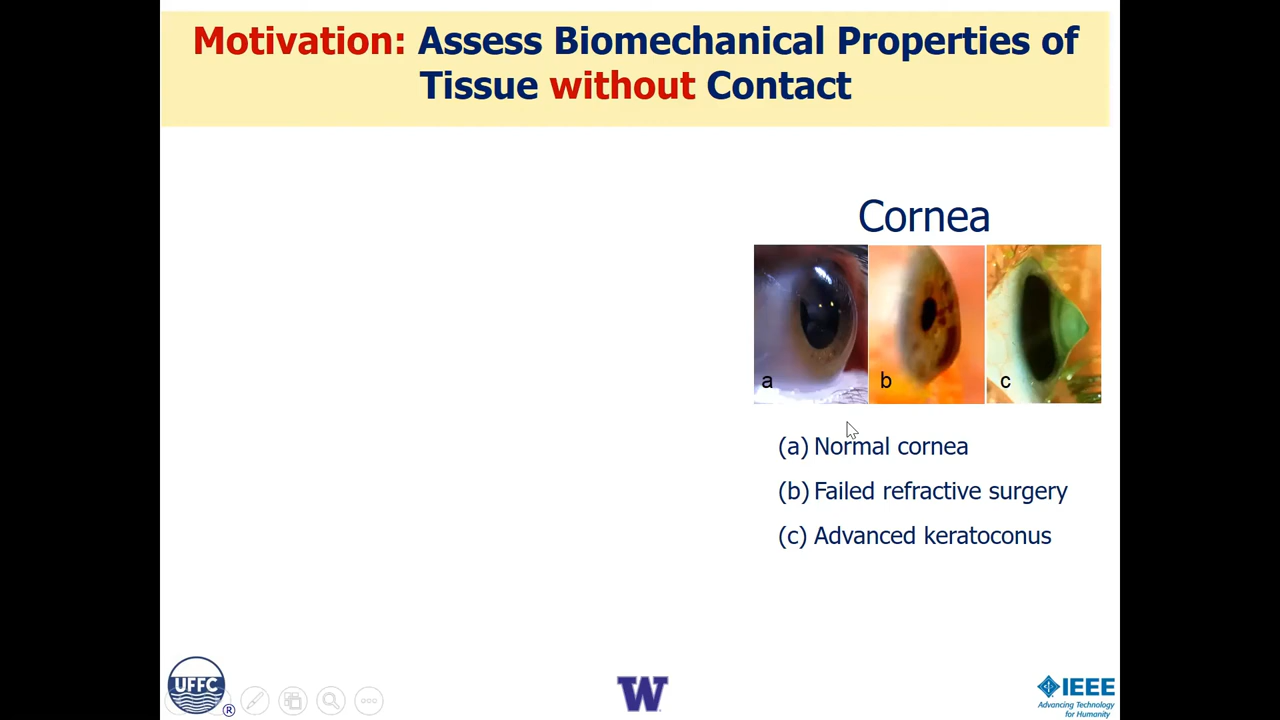 Motivation: Assess Biomechanical Properties of
Tissue without Contact
Cornea
a
b
c
(a) Normal cornea
(b) Failed refractive surgery
(c) Advanced keratoconus
UFFC
®
W
IEEE
Advancing Technology
for Humanity